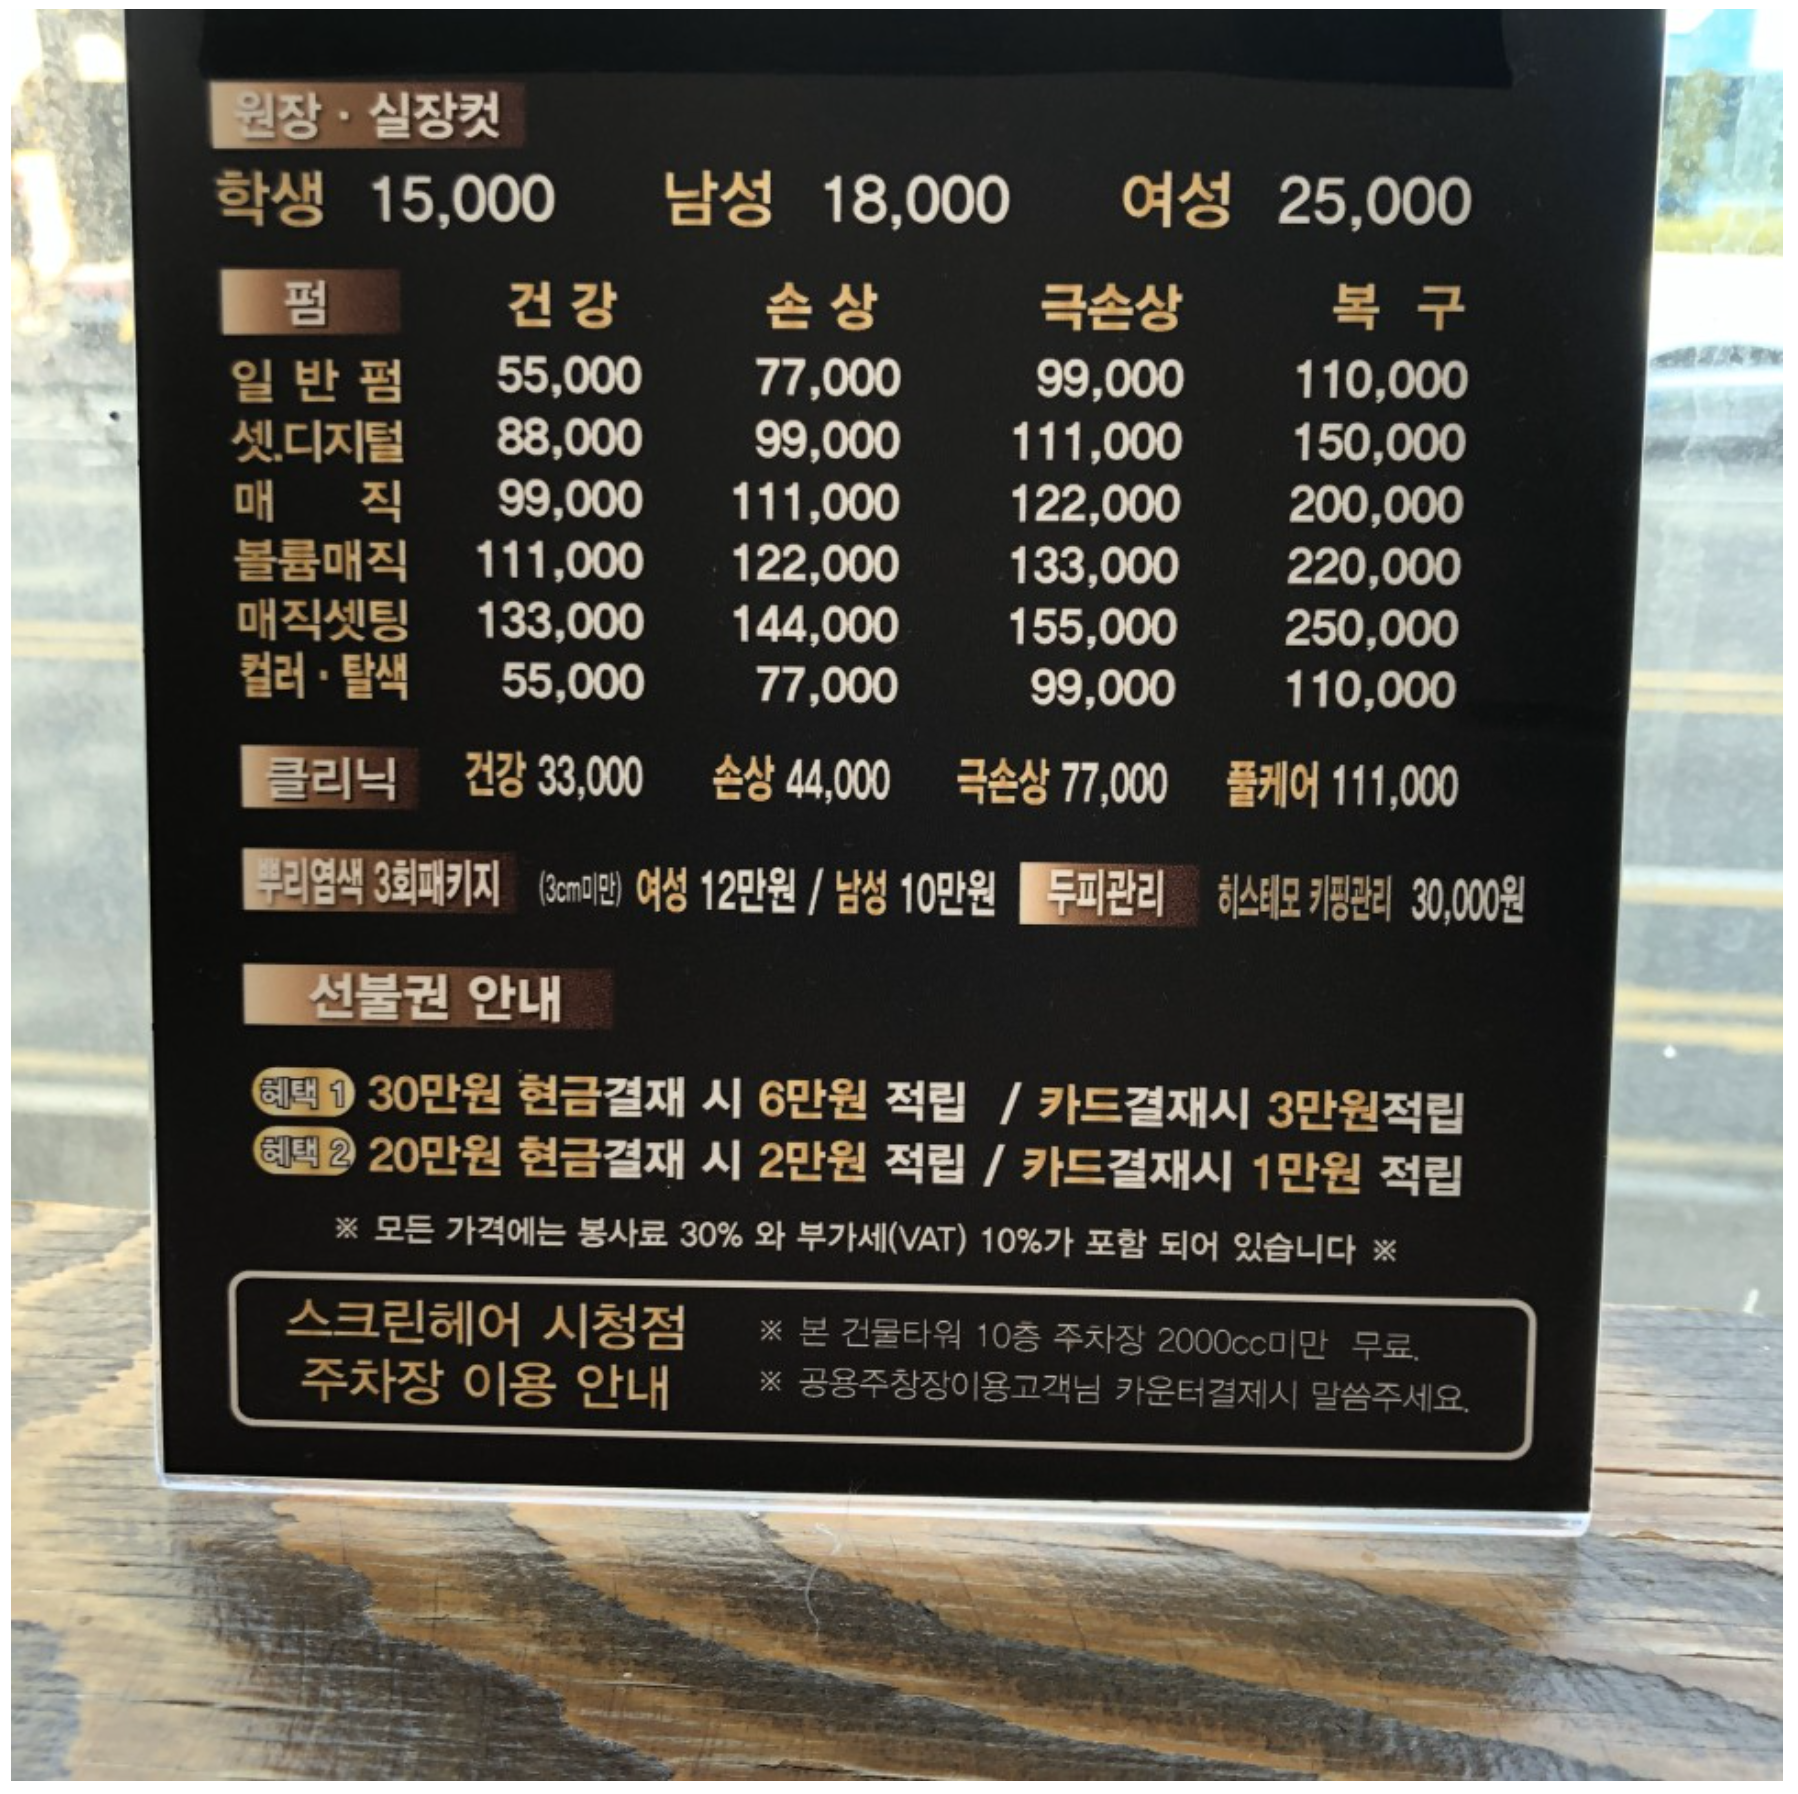 원장 · 실장컷
학생 15,000 남성 18,000 여성 25,000
펌 건강 손상 극손상 복구
일반펌 55,000 77,000 99,000 110,000
셋.디지털 88,000 99,000 111,000 150,000
매직 99,000 111,000 122,000 200,000
볼륨매직 111,000 122,000 133,000 220,000
매직셋팅 133,000 144,000 155,000 250,000
컬러 · 탈색 55,000 77,000 99,000 110,000
클리닉 건강 33,000 손상 44,000 극손상 77,000 풀케어 111,000
뿌리염색 3회패키지 (3cm미만) 여성 12만원 / 남성 10만원 두피관리 히스테모 키핑관리 30,000원
선불권 안내
혜택 1 30만원 현금결재 시 6만원 적립 / 카드결재시 3만원적립
혜택 2 20만원 현금결재 시 2만원 적립 / 카드결재시 1만원 적립
※ 모든 가격에는 봉사료 30% 와 부가세(VAT) 10%가 포함 되어 있습니다 ※
스크린헤어 시청점
주차장 이용 안내
※ 본 건물타워 10층 주차장 2000cc미만 무료.
※ 공용주창장이용고객님 카운터결제시 말씀주세요.